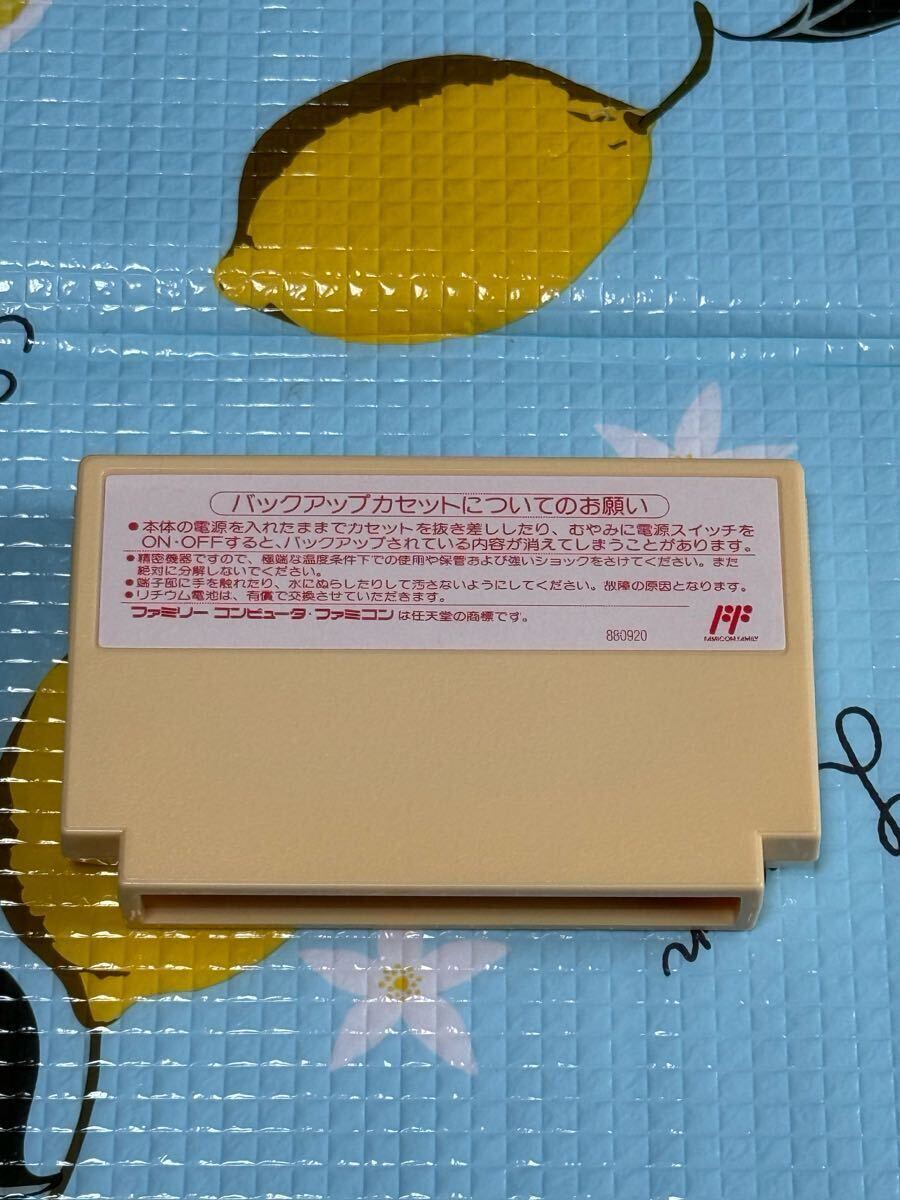 バックアップカセットについてのお願い
●本体の電源を入れたままでカセットを抜き差ししたり、むやみに電源スイッチを
ON・OFFすると、バックアップされている内容が消えてしまうことがあります。
●精密機器ですので、極端な温度条件下での使用や保管および強いショックをさけてください。また
絶対に分解しないでください。
●端子部に手を触れたり、水にぬらしたりして汚さないようにしてください。故障の原因となります。
●リチウム電池は、有償で交換させていただきます。
ファミリー コンピュータ・ファミコンは任天堂の商標です。
880920
FAMICOM FAMILY